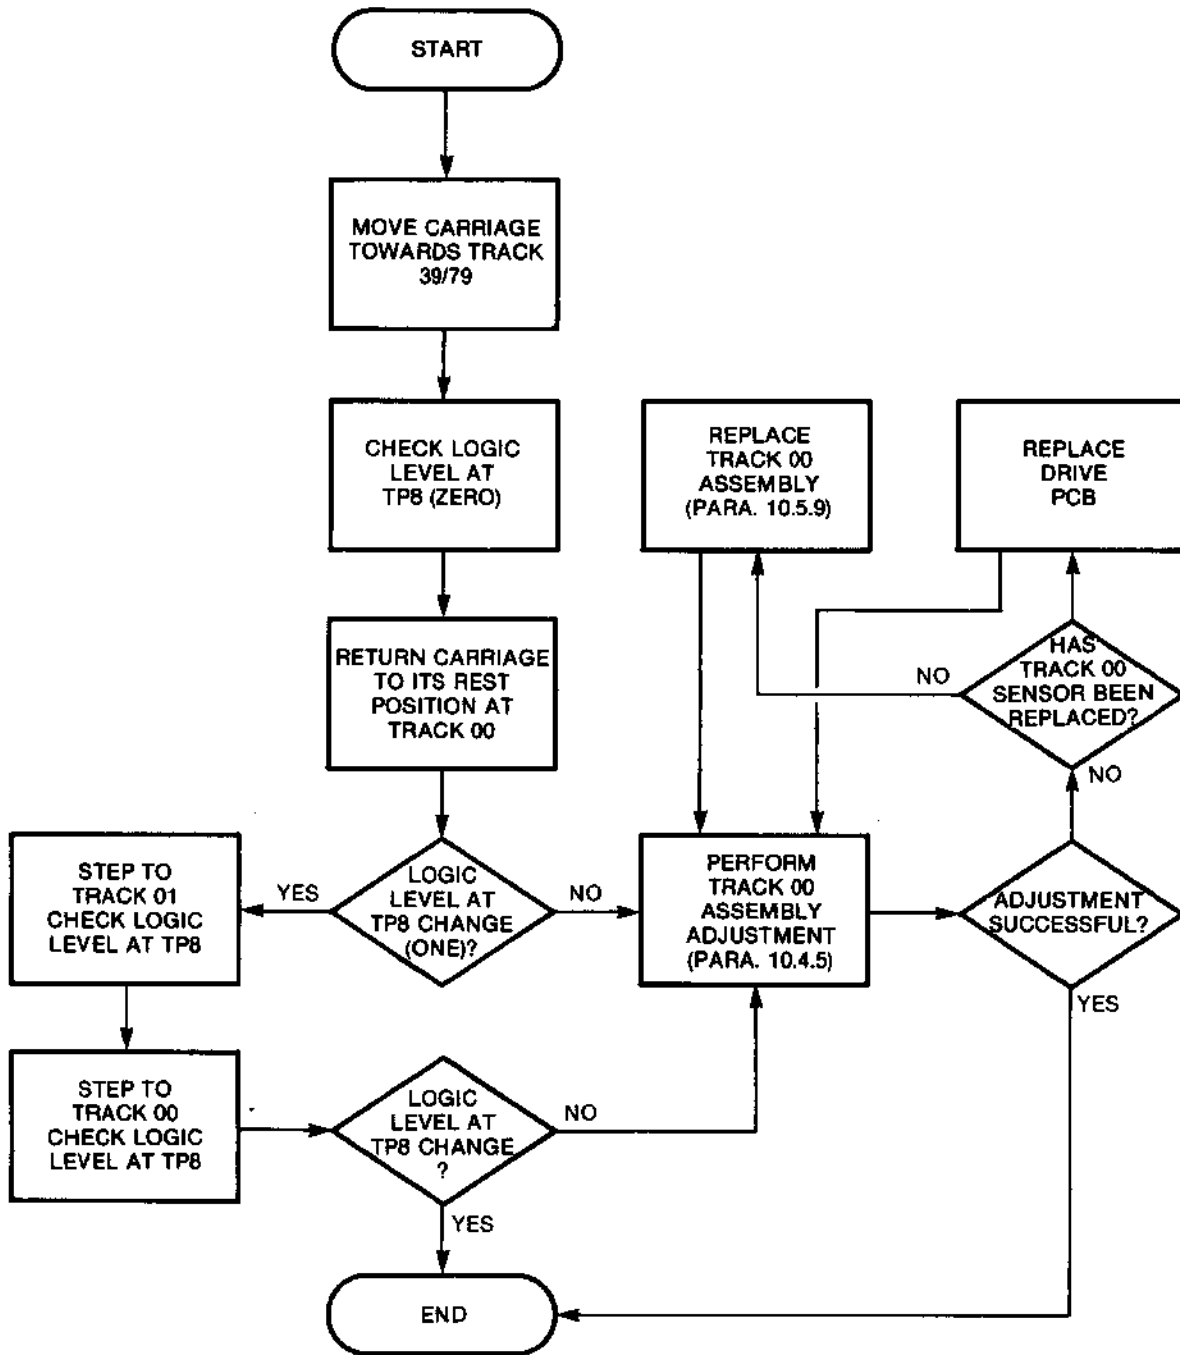 START
MOVE CARRIAGE
TOWARDS TRACK
39/79
CHECK LOGIC
LEVEL AT
TP8 (ZERO)
REPLACE
TRACK 00
ASSEMBLY
(PARA. 10.5.9)
REPLACE
DRIVE
PCB
RETURN CARRIAGE
TO ITS REST
POSITION AT
TRACK 00
NO
HAS
TRACK 00
SENSOR BEEN
REPLACED?
NO
STEP TO
TRACK 01
CHECK LOGIC
LEVEL AT TP8
YES
LOGIC
LEVEL AT
TP8 CHANGE
(ONE)?
NO
PERFORM
TRACK 00
ASSEMBLY
ADJUSTMENT
(PARA. 10.4.5)
ADJUSTMENT
SUCCESSFUL?
YES
STEP TO
TRACK 00
CHECK LOGIC
LEVEL AT TP8
LOGIC
LEVEL AT
TP8 CHANGE
?
NO
YES
END